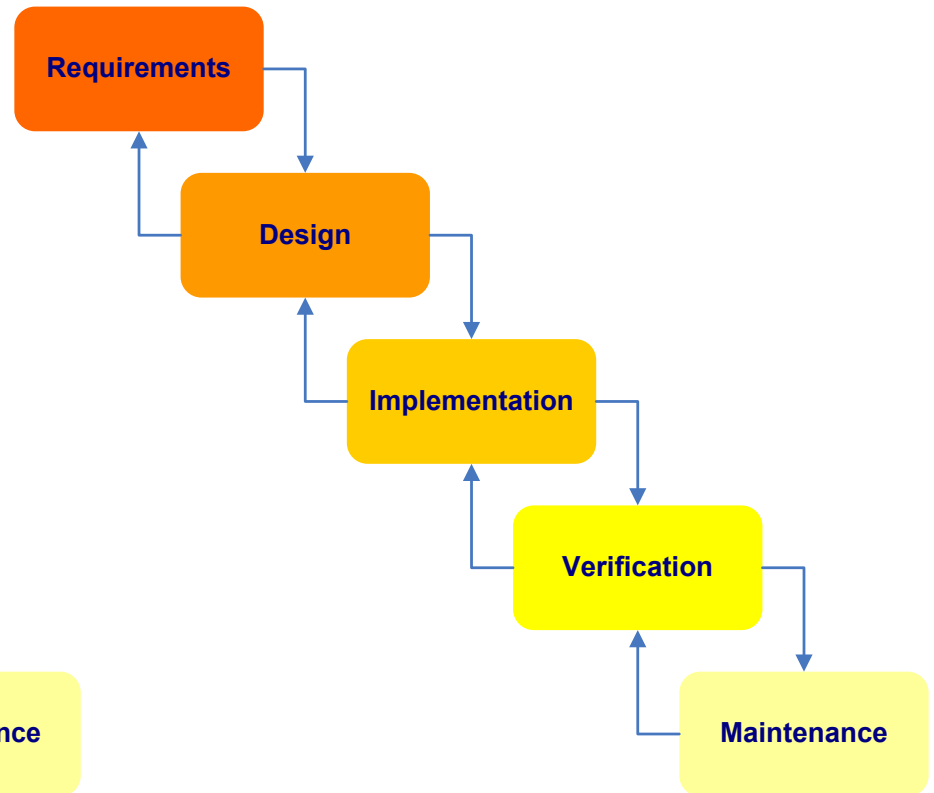 Requirements
Design
Implementation
Verification
nce
Maintenance